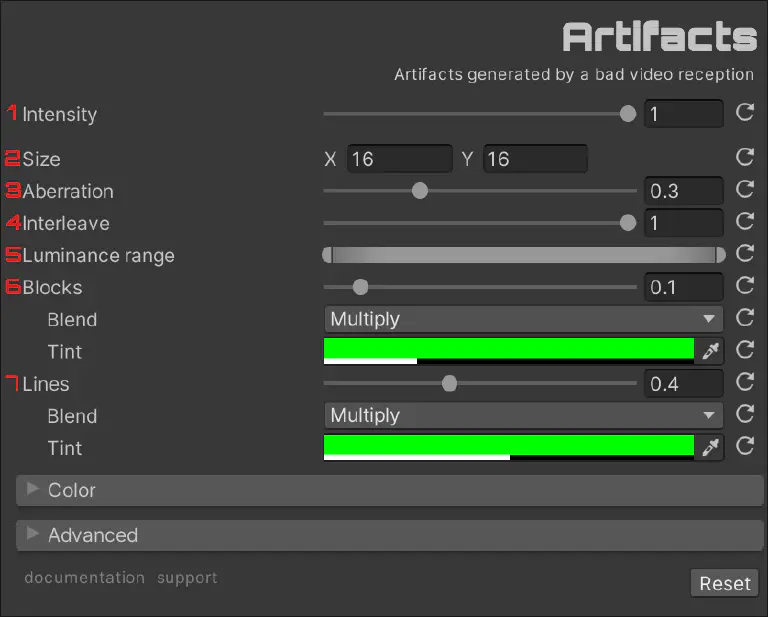 Artifacts
Artifacts generated by a bad video reception
1 Intensity 1
2 Size X 16 Y 16
3 Aberration 0.3
4 Interleave 1
5 Luminance range
6 Blocks 0.1
Blend Multiply
Tint
7 Lines 0.4
Blend Multiply
Tint
Color
Advanced
documentation support
Reset